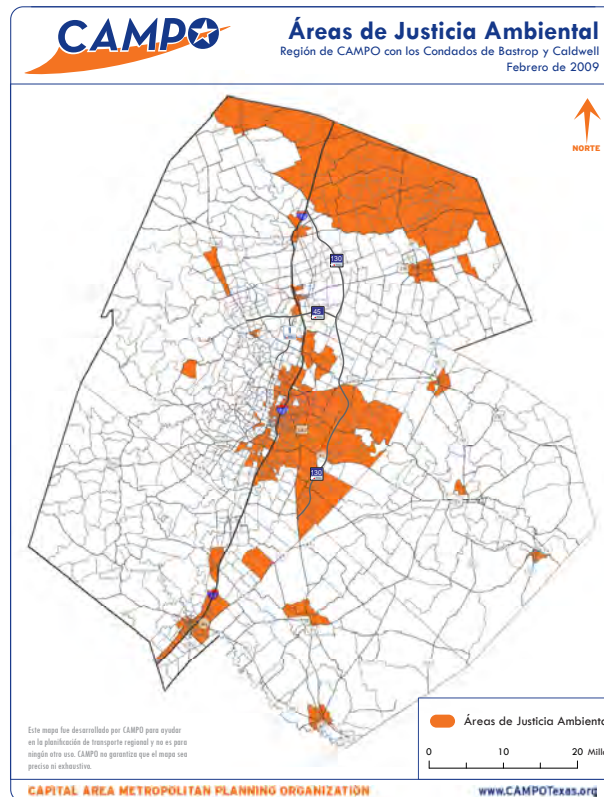 CAMPO
Áreas de Justicia Ambiental
Región de CAMPO con los Condados de Bastrop y Caldwell
Febrero de 2009
NORTE
130
45
130
Este mapa fue desarrollado por CAMPO para ayudar
en la planificación de transporte regional y no es para
ningún otro uso. CAMPO no garantiza que el mapa sea
preciso ni exhaustivo.
Áreas de Justicia Ambienta
0 10 20 Mill
CAPITAL AREA METROPOLITAN PLANNING ORGANIZATION
www.CAMPOTexas.org